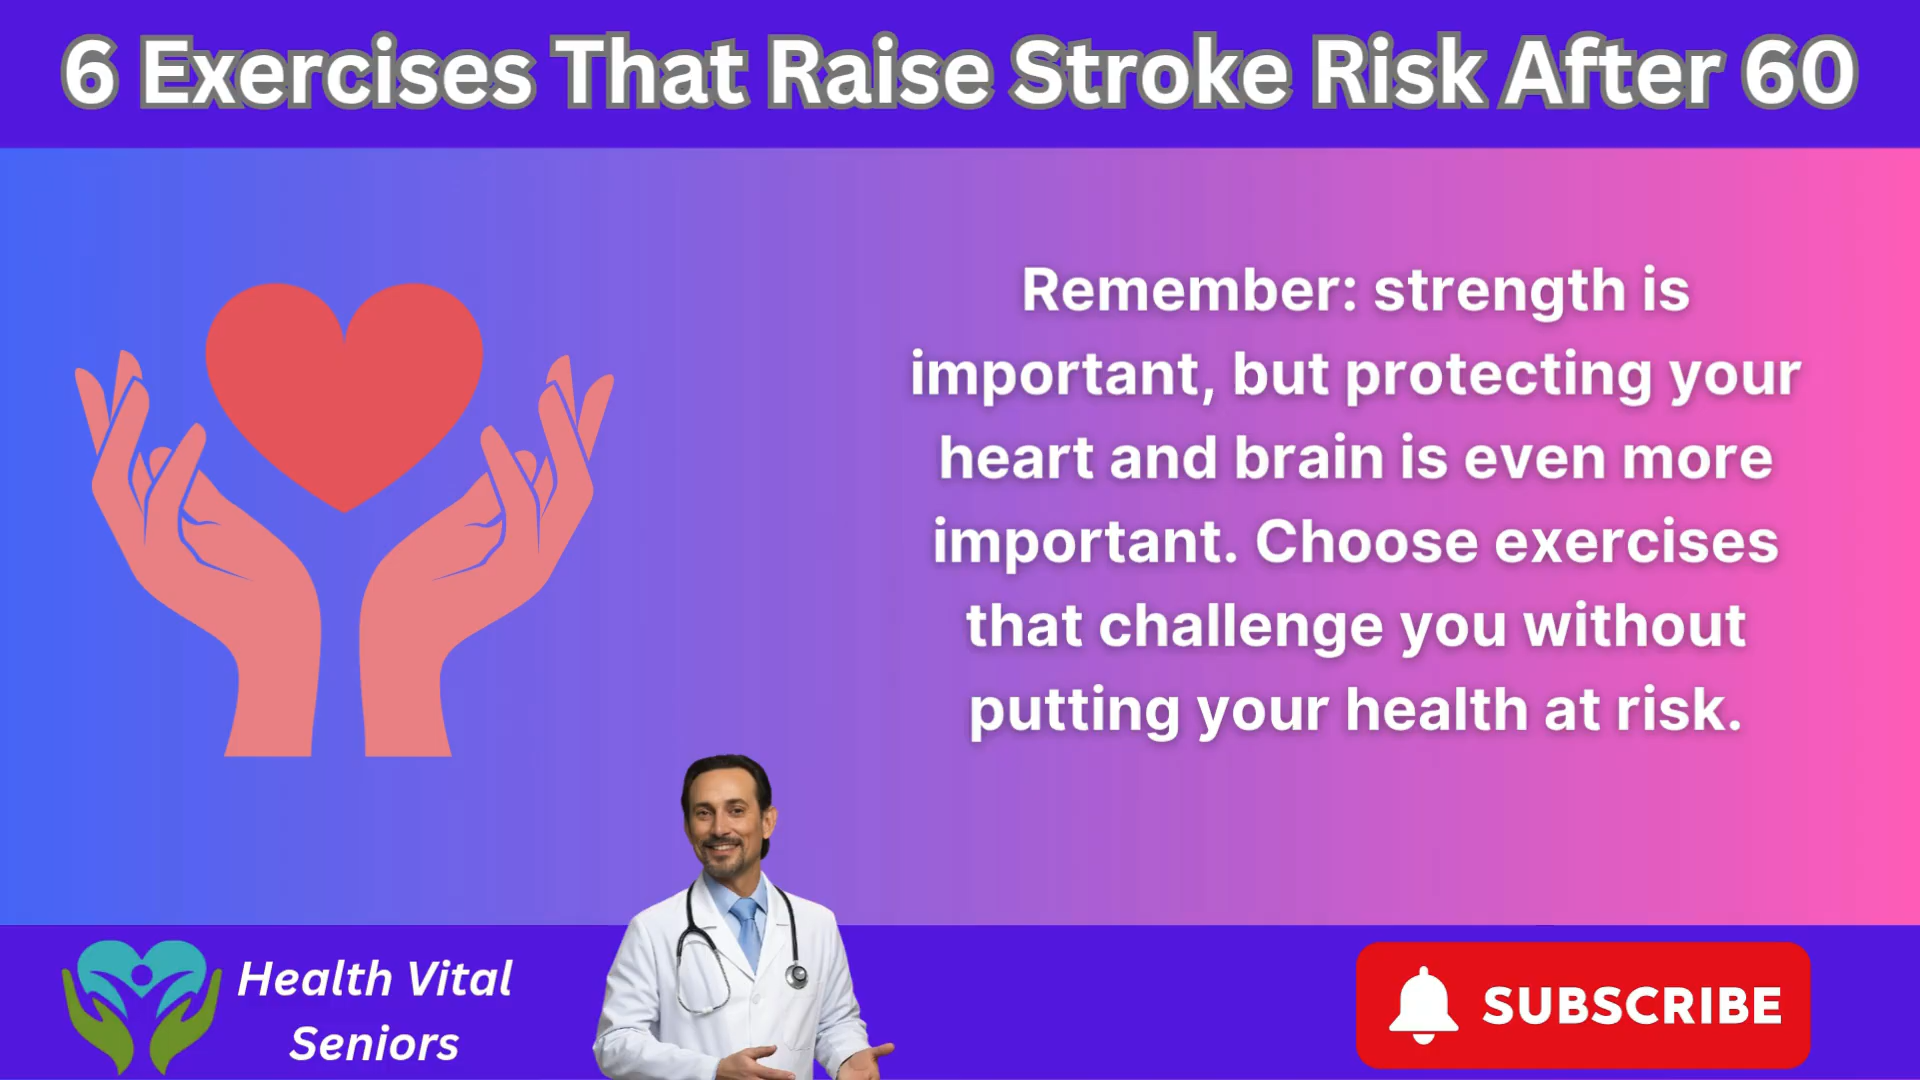 6 Exercises That Raise Stroke Risk After 60
Remember: strength is
important, but protecting your
heart and brain is even more
important. Choose exercises
that challenge you without
putting your health at risk.
Health Vital
Seniors
SUBSCRIBE